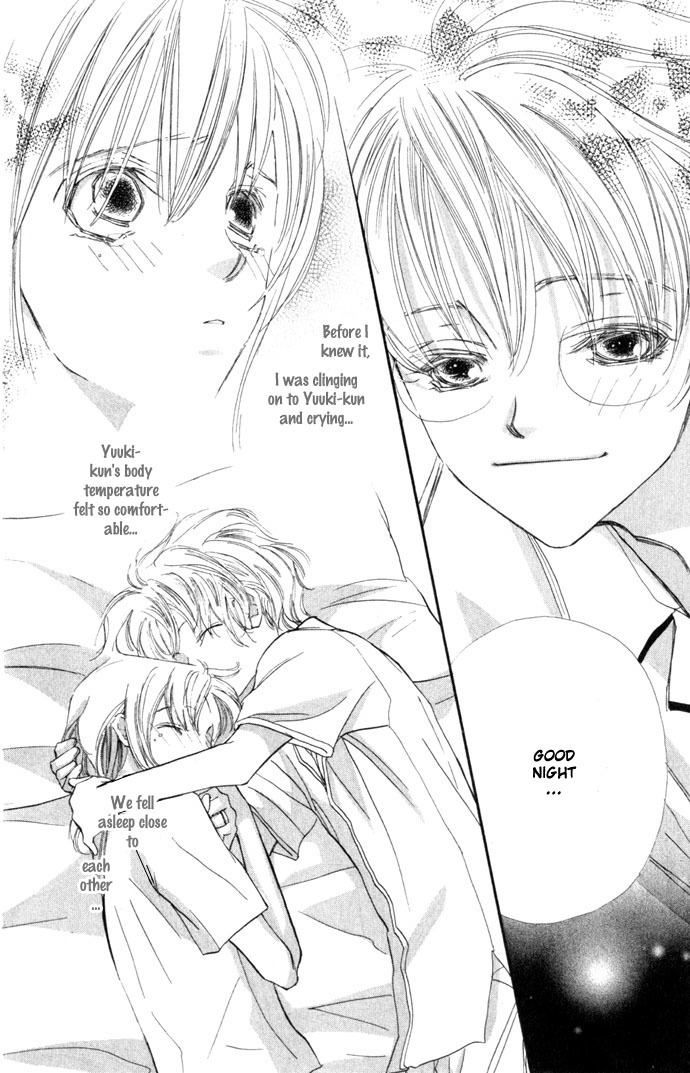 GOOD
NIGHT
...
Before I
knew it,
I was clinging
on to Yuuki-kun
and crying...
Yuuki-
kun's body
temperature
felt so comfort-
able...
We fell
asleep close
to
each
other
...